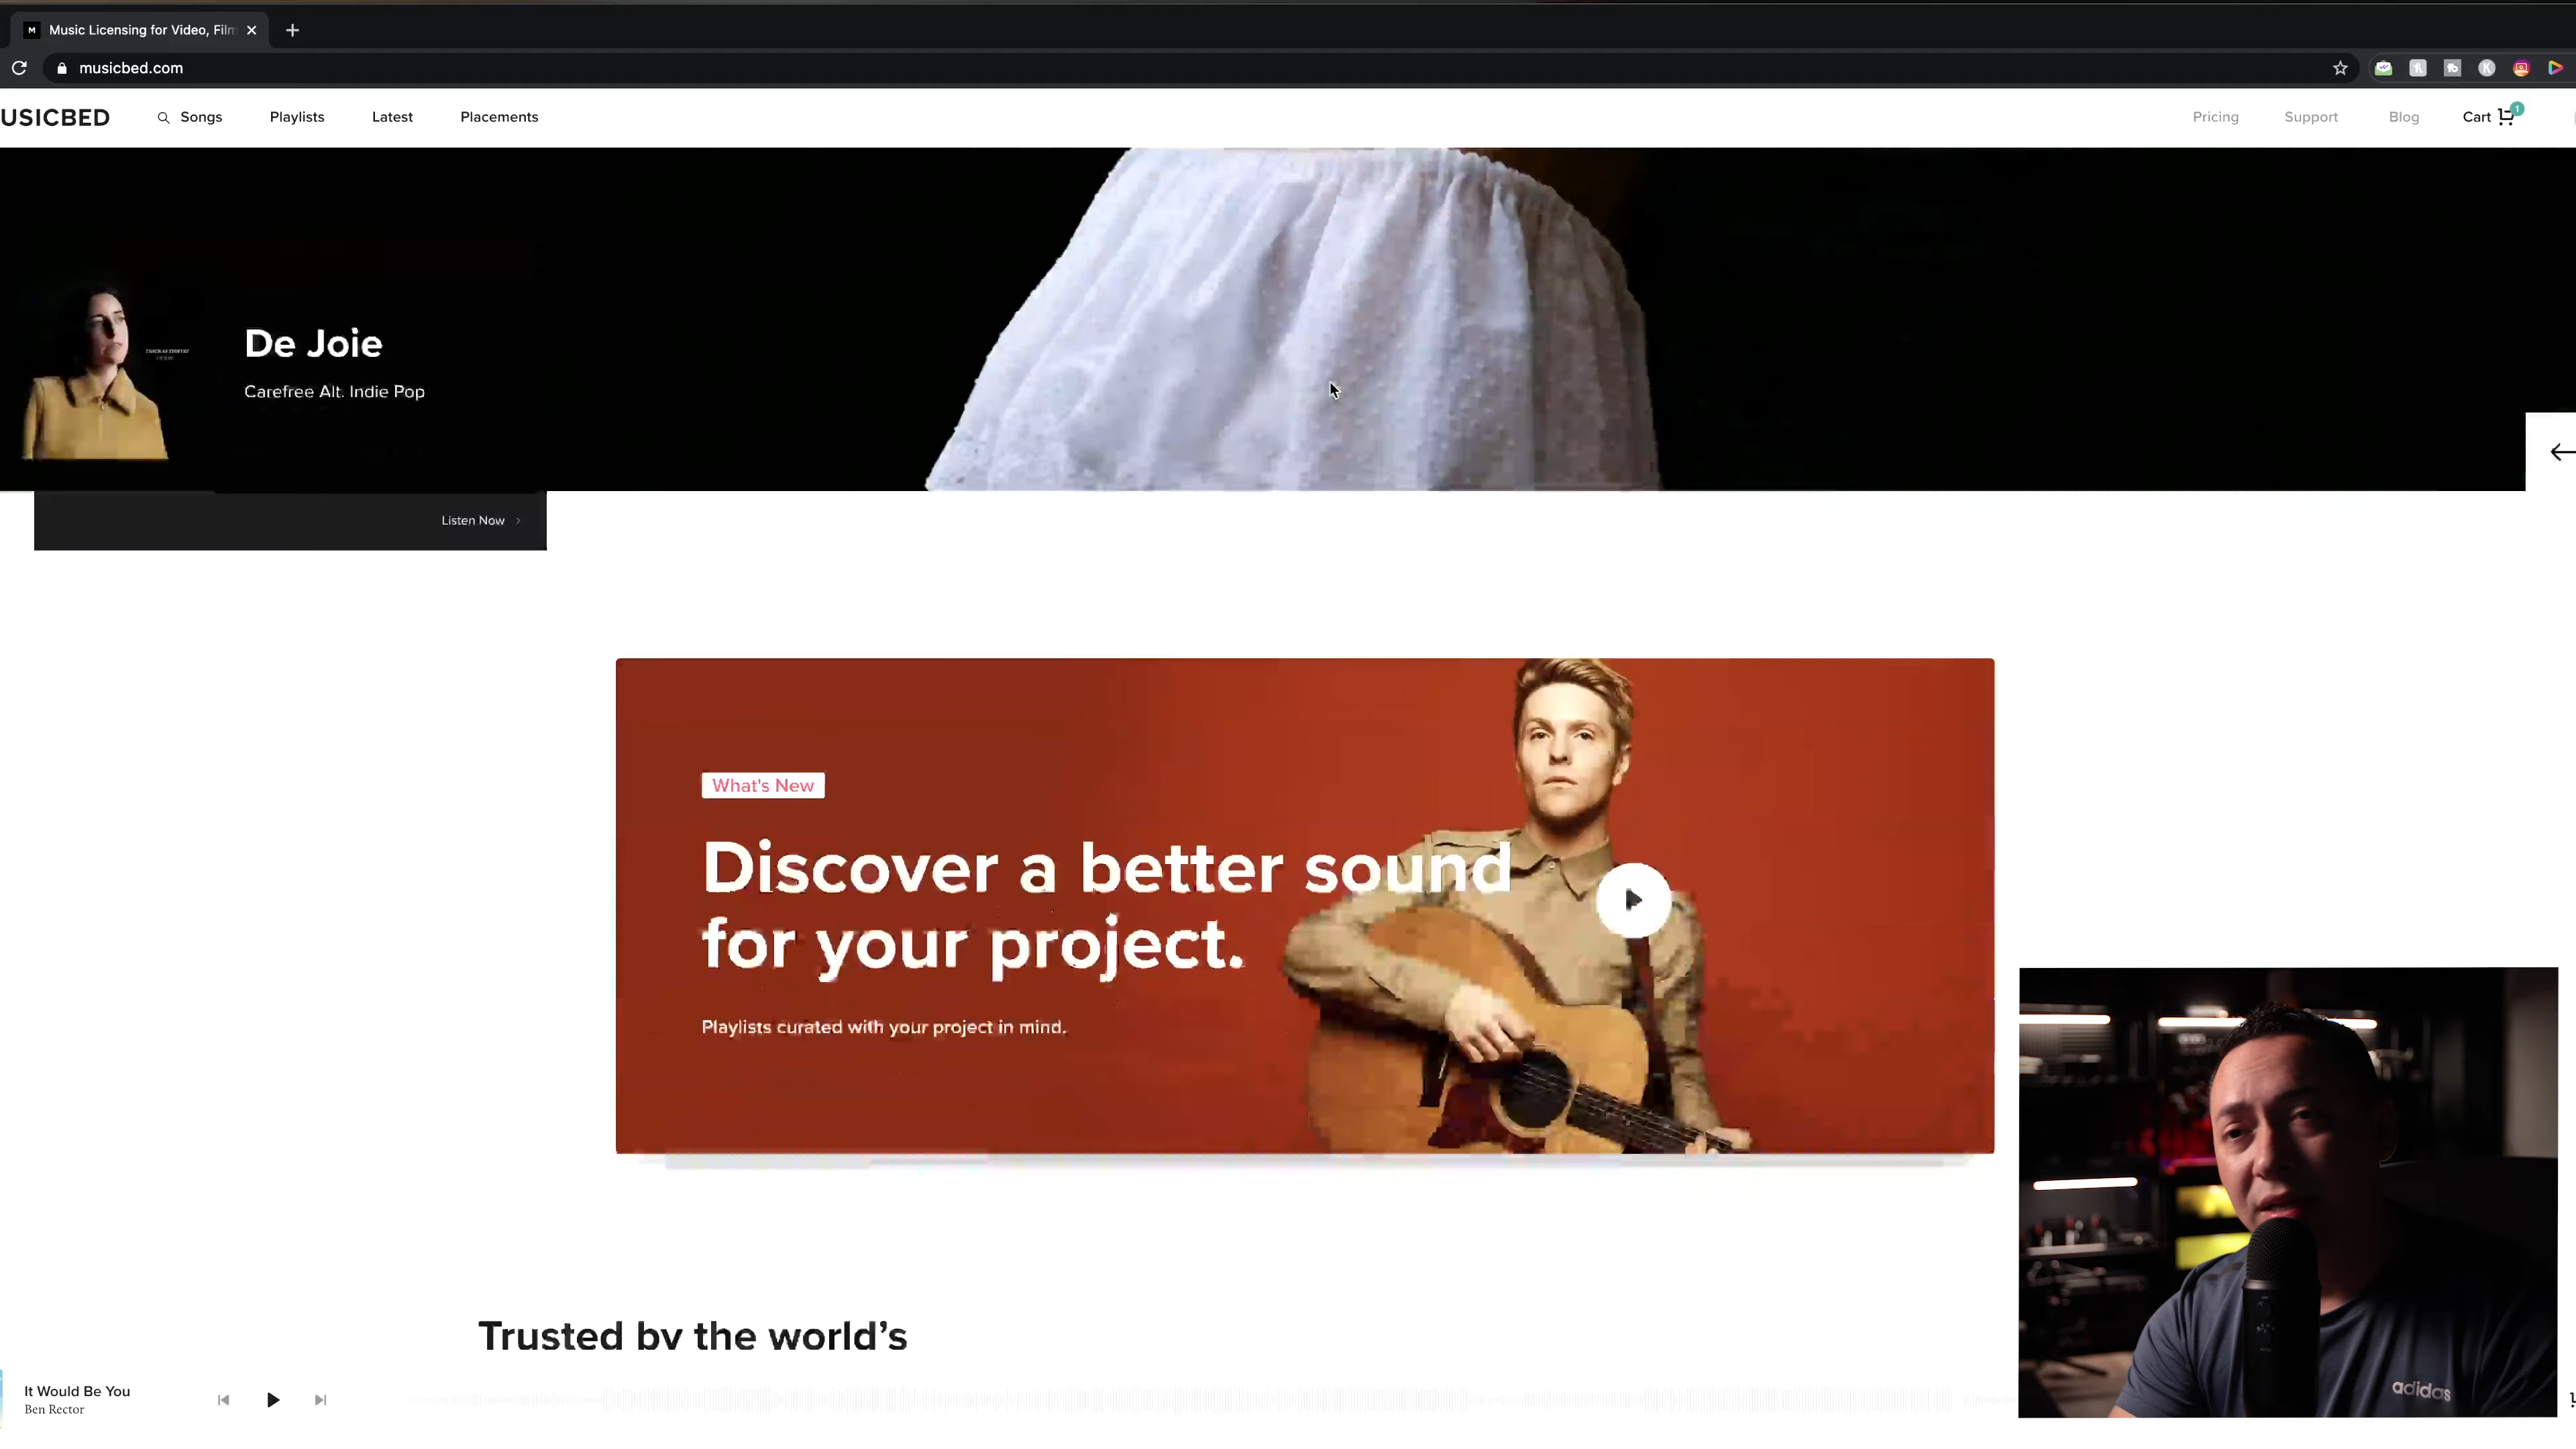 Music Licensing for Video, Film
musicbed.com
USICBED
Songs
Playlists
Latest
Placements
Pricing
Support
Blog
Cart
1
De Joie
Carefree Alt. Indie Pop
Listen Now
What's New
Discover a better sound
for your project.
Playlists curated with your project in mind.
Trusted by the world's
It Would Be You
Ben Rector
adidas